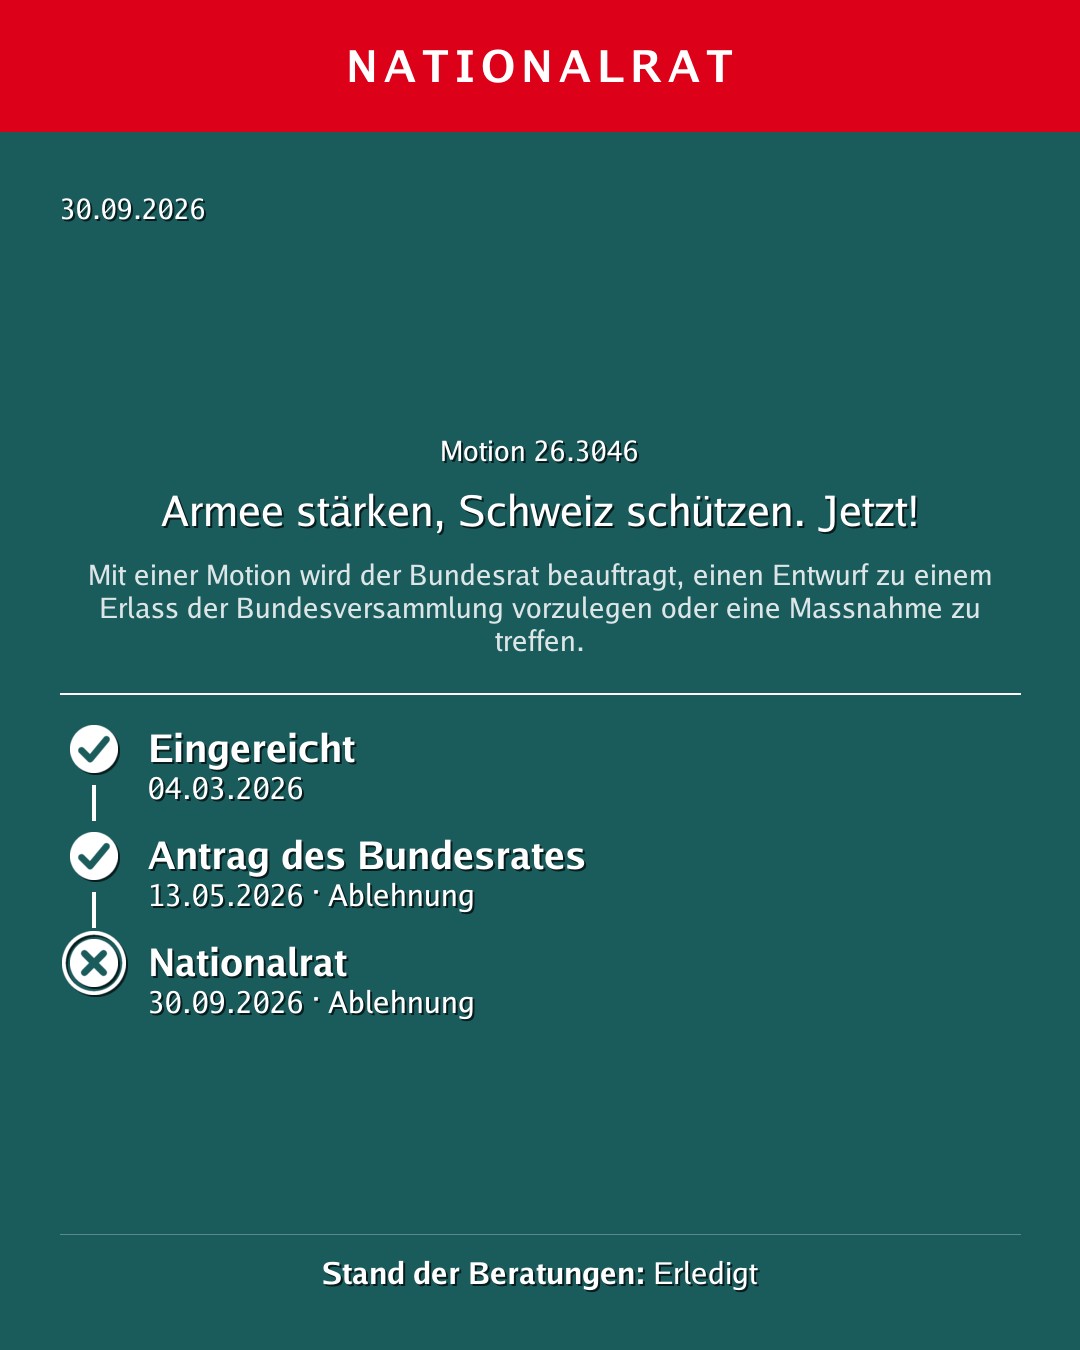 NATIONALRAT
30.09.2026
Motion 26.3046
Armee stärken, Schweiz schützen. Jetzt!
Mit einer Motion wird der Bundesrat beauftragt, einen Entwurf zu einem
Erlass der Bundesversammlung vorzulegen oder eine Massnahme zu
treffen.
Eingereicht
04.03.2026
Antrag des Bundesrates
13.05.2026 · Ablehnung
Nationalrat
30.09.2026 · Ablehnung
Stand der Beratungen: Erledigt